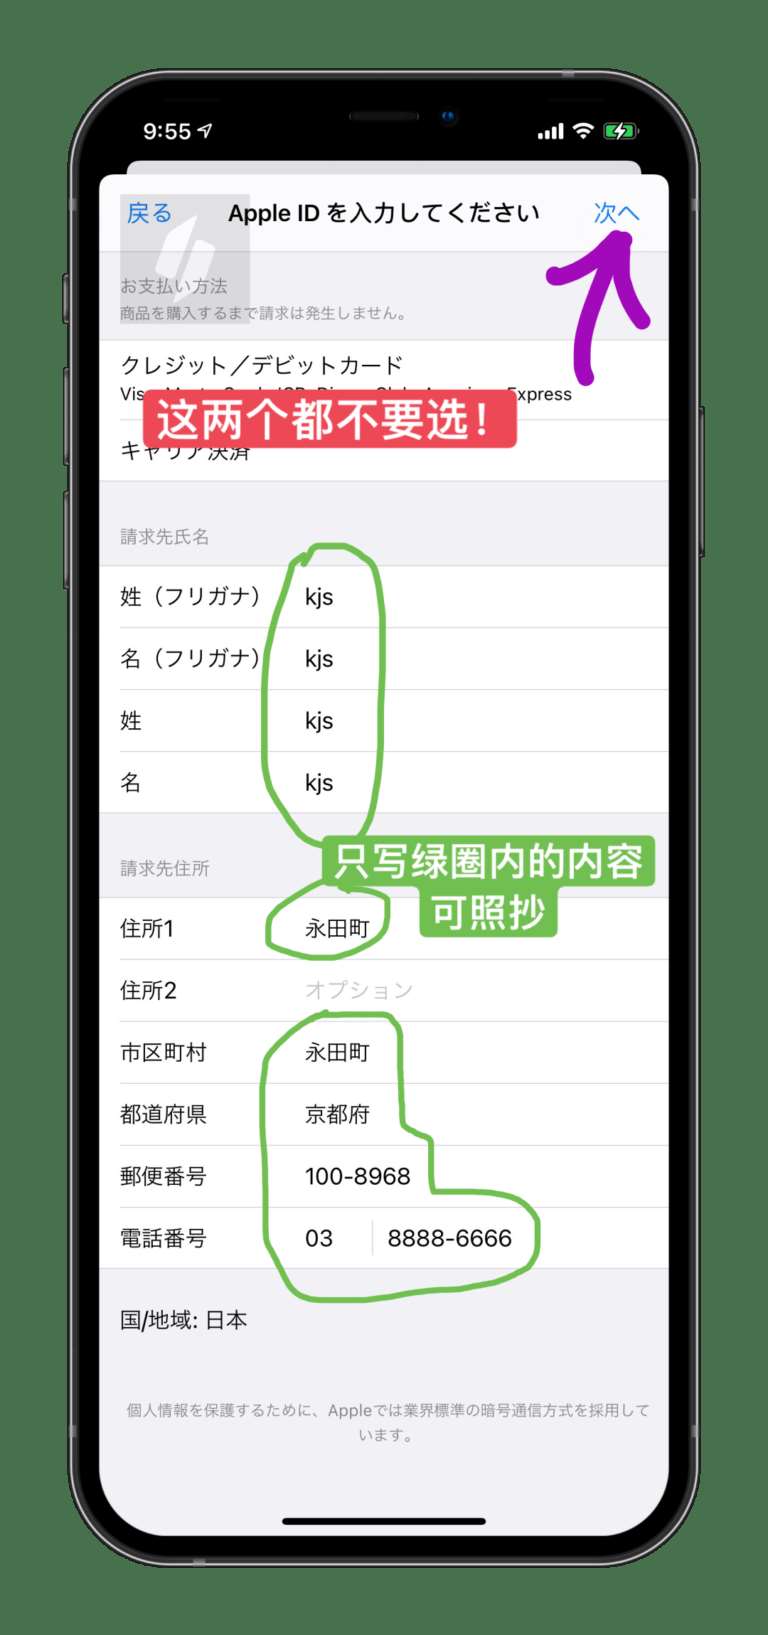 9:55
戻る
Apple ID を入力してください
次へ
お支払い方法
商品を購入するまで請求は発生しません。
クレジット／デビットカード
Express
这两个都不要选！
キャリア決済
請求先氏名
姓（フリガナ） kjs
名（フリガナ） kjs
姓 kjs
名 kjs
只写绿圈内的内容
可照抄
請求先住所
住所1 永田町
住所2 オプション
市区町村 永田町
都道府県 京都府
郵便番号 100-8968
電話番号 03 8888-6666
国/地域: 日本
個人情報を保護するために、Appleでは業界標準の暗号通信方式を採用して
います。